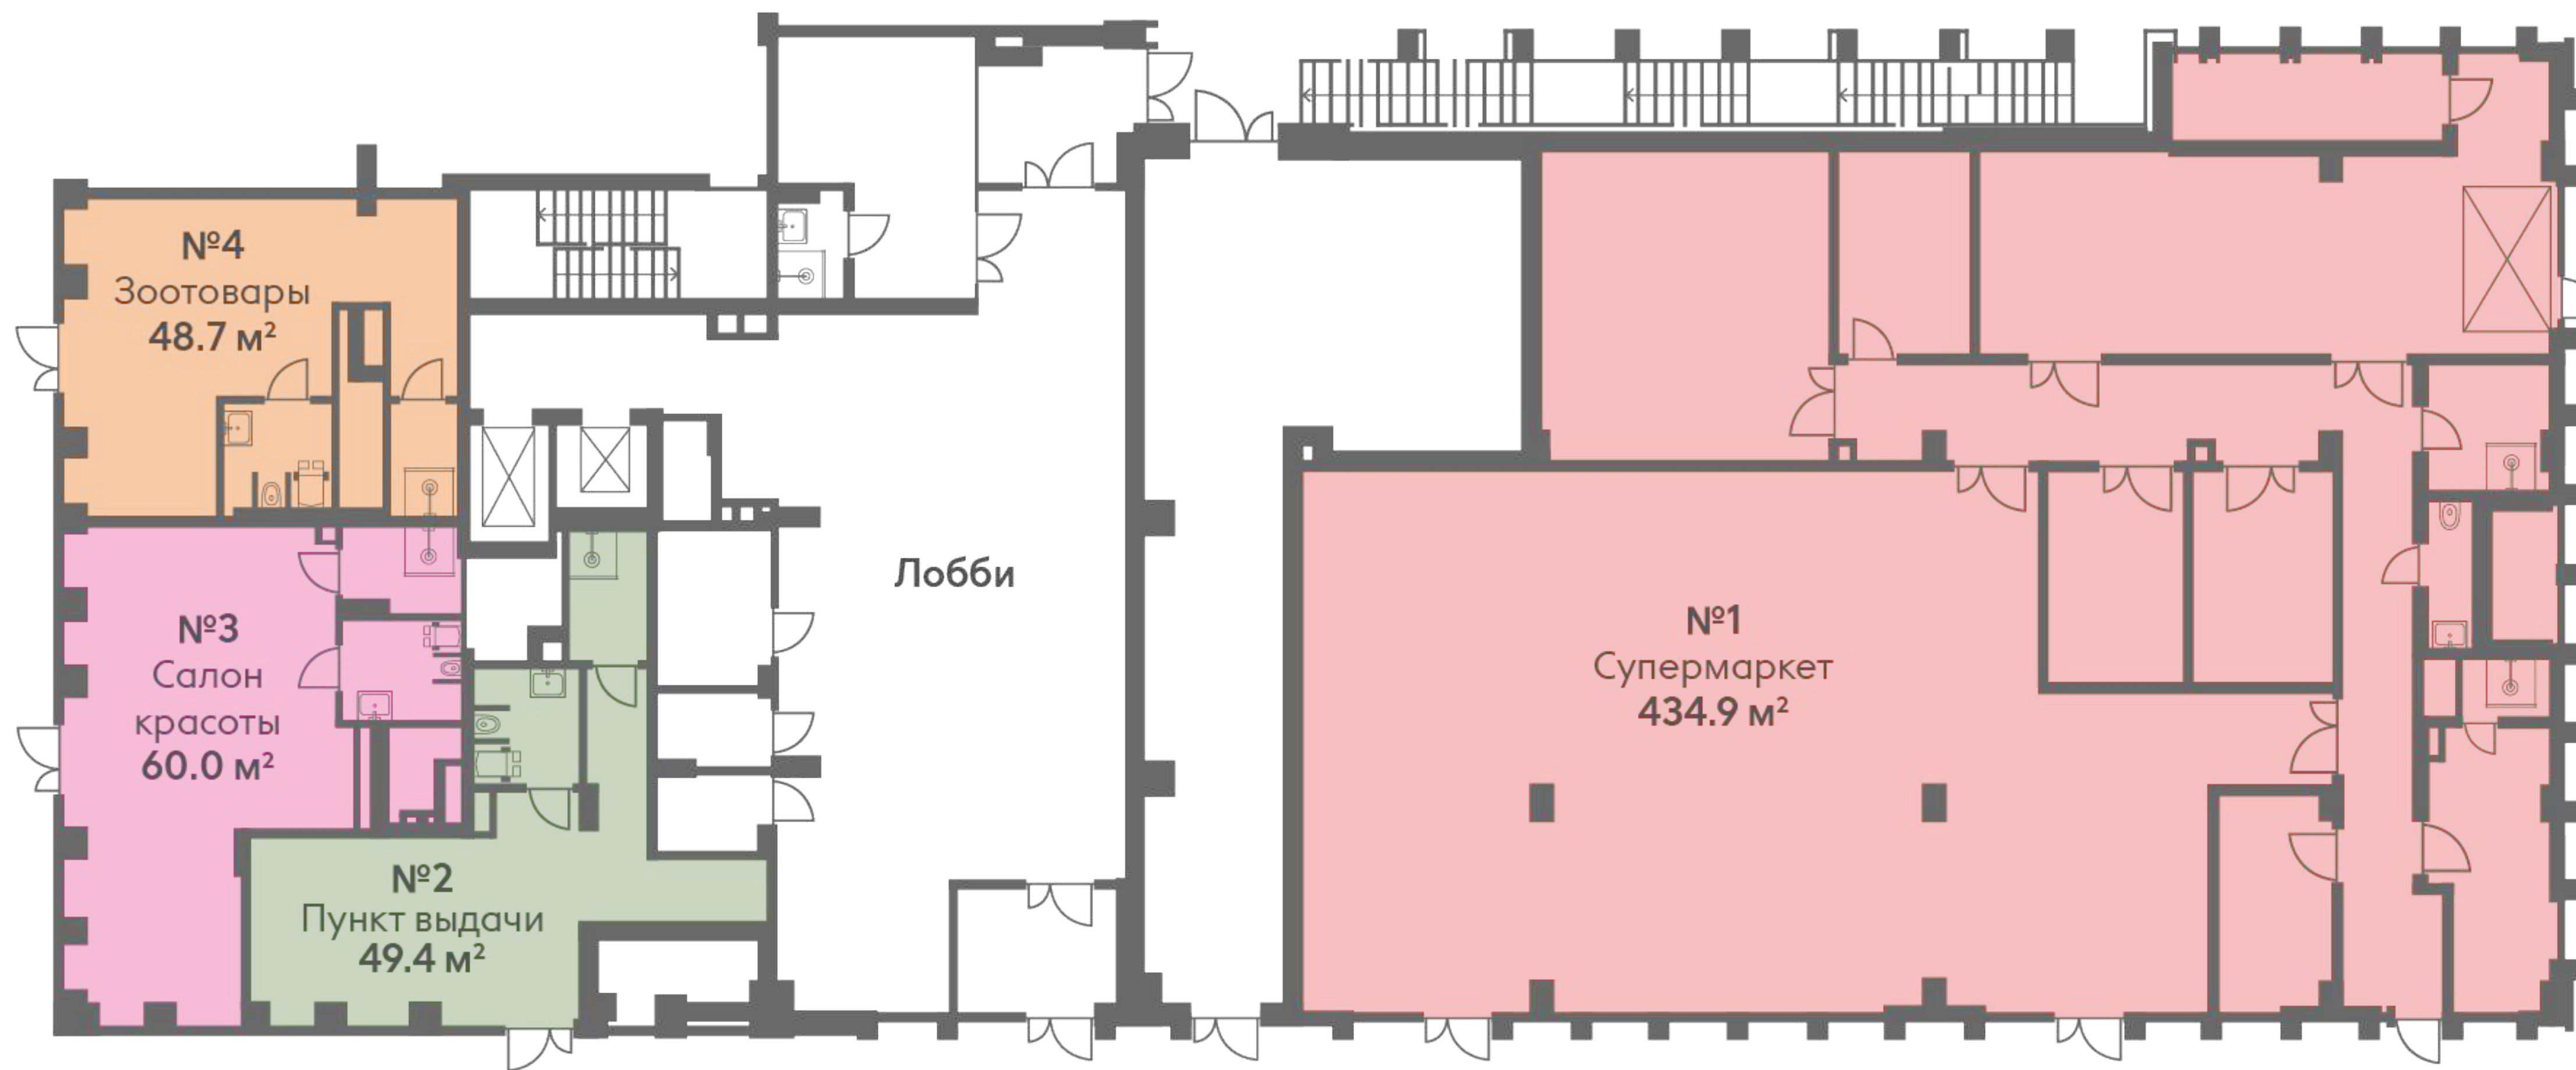 №4
Зоотовары
48.7 м²
№3
Салон
красоты
60.0 м²
№2
Пункт выдачи
49.4 м²
Лобби
№1
Супермаркет
434.9 м²